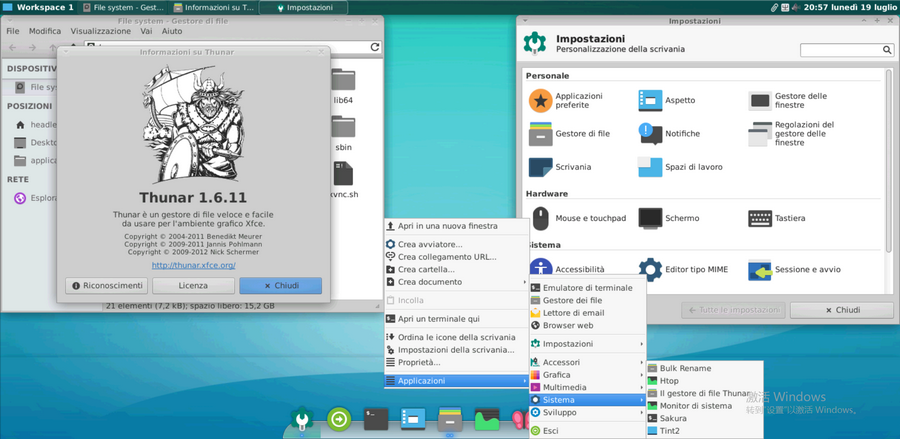 Workspace 1
File system - Gest...
Informazioni su T...
Impostazioni
20:57 lunedì 19 luglio
File system - Gestore di file
File Modifica Visualizzazione Vai Aiuto
DISPOSITIV
File sy
POSIZIONI
headle
Deskto
applica
RETE
Esplora
lib64
sbin
xvnc.sh
21 elementi (7,2 kB); spazio libero: 15,2 GB
Informazioni su Thunar
Thunar 1.6.11
Thunar è un gestore di file veloce e facile
da usare per l'ambiente grafico Xfce.
Copyright © 2004-2011 Benedikt Meurer
Copyright © 2009-2011 Jannis Pohlmann
Copyright © 2009-2012 Nick Schermer
http://thunar.xfce.org/
Riconoscimenti
Licenza
Chiudi
Impostazioni
Impostazioni
Personalizzazione della scrivania
Personale
Applicazioni
preferite
Aspetto
Gestore delle
finestre
Gestore di file
Notifiche
Regolazioni del
gestore delle
finestre
Scrivania
Spazi di lavoro
Hardware
Mouse e touchpad
Schermo
Tastiera
Sistema
Accessibilità
Editor tipo MIME
Sessione e avvio
Tutte le impostazioni
Chiudi
Apri in una nuova finestra
Crea avviatore...
Crea collegamento URL...
Crea cartella...
Crea documento
Incolla
Apri un terminale qui
Ordina le icone della scrivania
Impostazioni della scrivania...
Proprietà...
Applicazioni
Emulatore di terminale
Gestore dei file
Lettore di email
Browser web
Impostazioni
Accessori
Grafica
Multimedia
Sistema
Sviluppo
Esci
Bulk Rename
Htop
Il gestore di file Thunar
Monitor di sistema
Sakura
Tint2
激活 Windows
转到"设置"以激活 Windows。